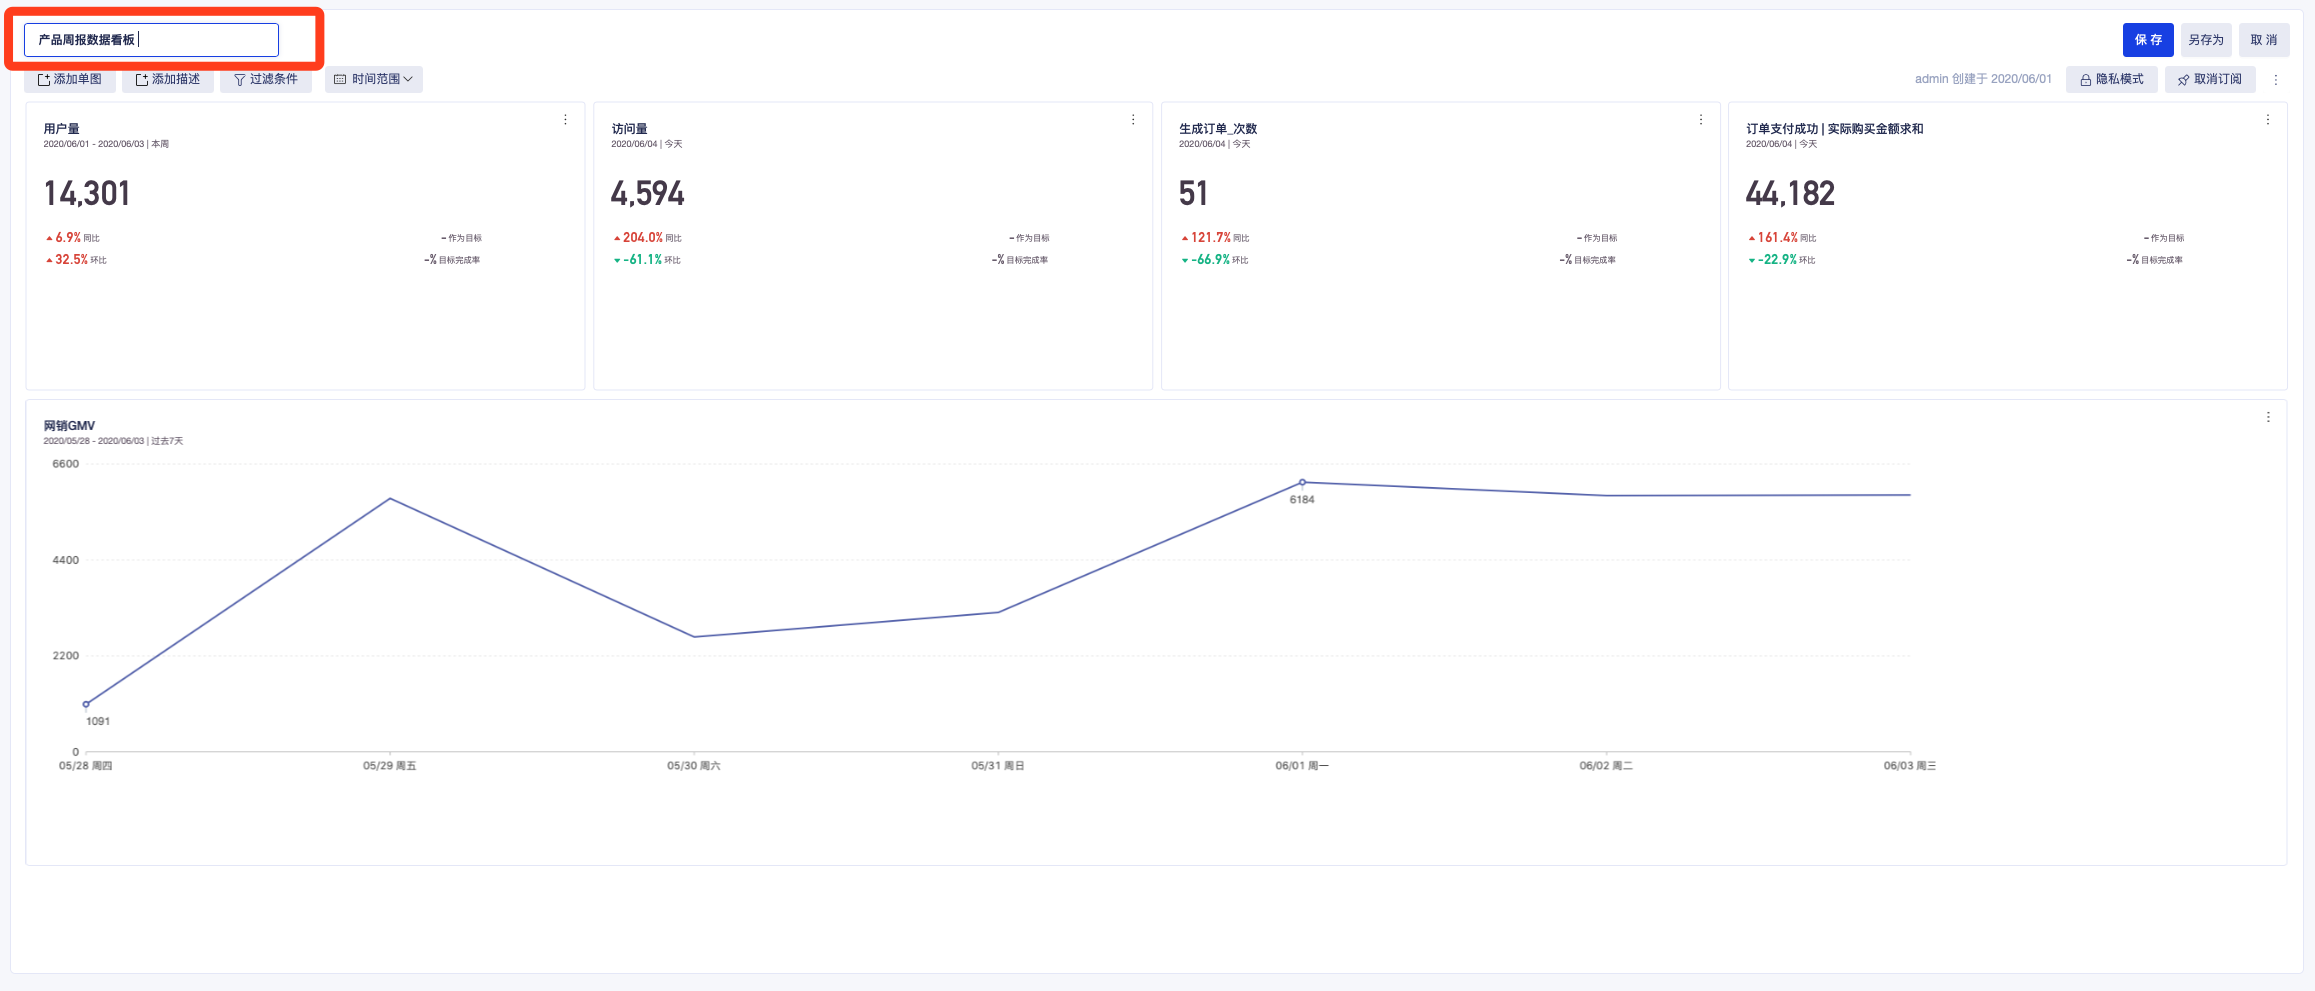 产品周报数据看板
保 存
另存为
取 消
添加单图
添加描述
过滤条件
时间范围
admin 创建于 2020/06/01
隐私模式
取消订阅
用户量
2020/06/01 - 2020/06/03 | 本周
14,301
6.9% 同比
- 作为目标
32.5% 环比
-% 目标完成率
访问量
2020/06/04 | 今天
4,594
204.0% 同比
- 作为目标
-61.1% 环比
-% 目标完成率
生成订单_次数
2020/06/04 | 今天
51
121.7% 同比
- 作为目标
-66.9% 环比
-% 目标完成率
订单支付成功 | 实际购买金额求和
2020/06/04 | 今天
44,182
161.4% 同比
- 作为目标
-22.9% 环比
-% 目标完成率
网销GMV
2020/05/28 - 2020/06/03 | 过去7天
6600
6184
4400
2200
1091
0
05/28 周四
05/29 周五
05/30 周六
05/31 周日
06/01 周一
06/02 周二
06/03 周三